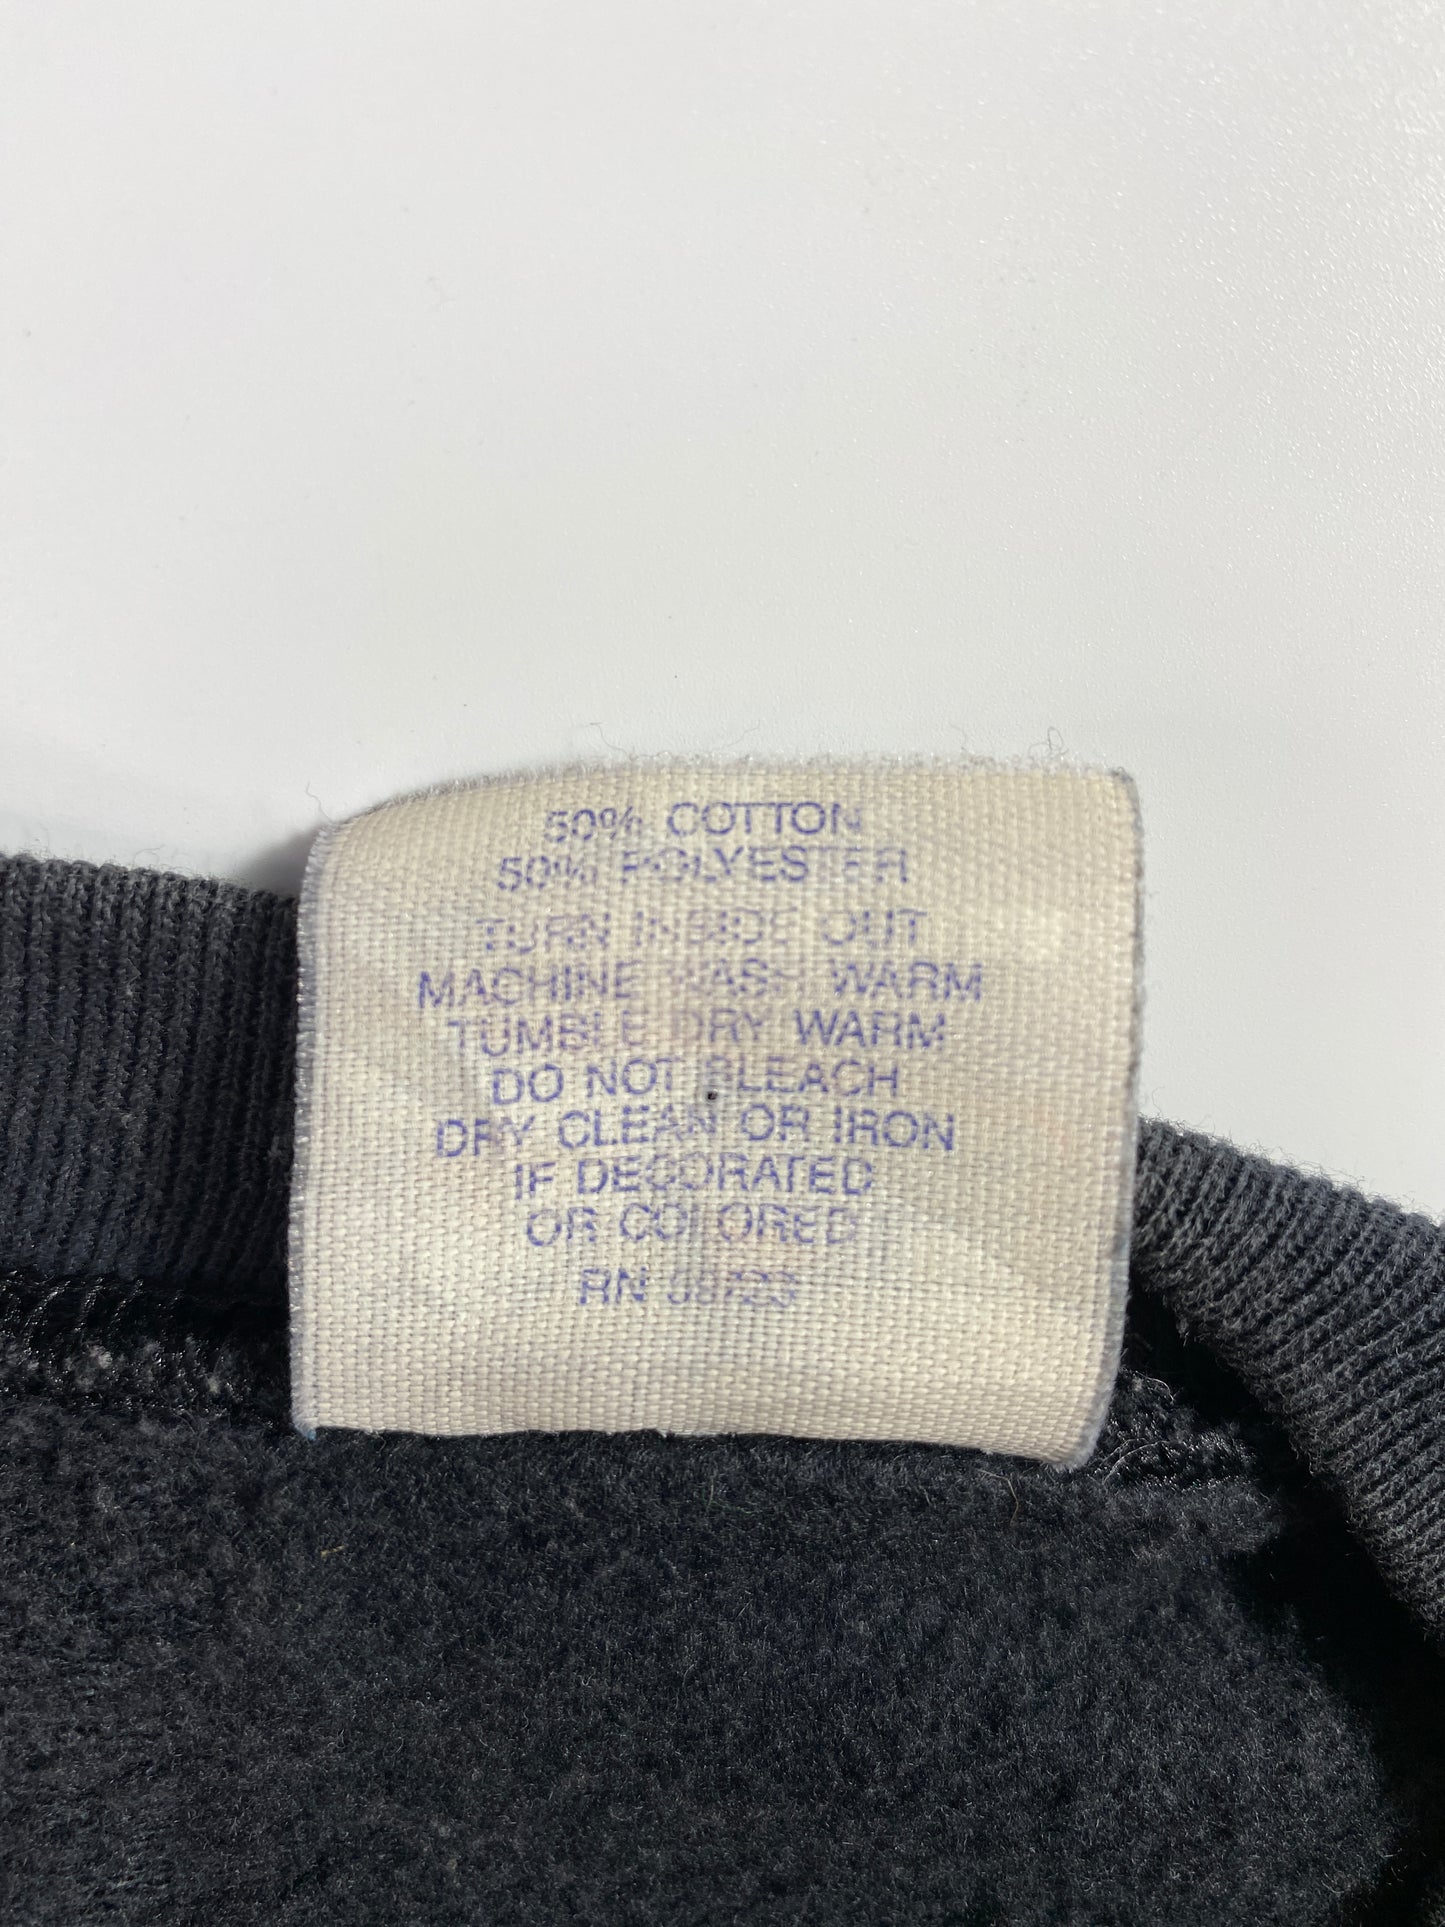 50% COTTON
50% POLYESTER
TURN INSIDE OUT
MACHINE WASH WARM
TUMBLE DRY WARM
DO NOT BLEACH
DRY CLEAN OR IRON
IF DECORATED
OR COLORED
RN